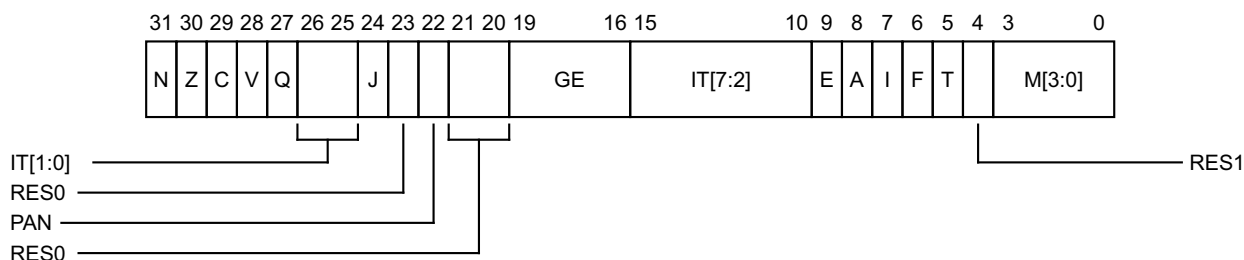 31 30 29 28 27 26 25 24 23 22 21 20 19 16 15 10 9 8 7 6 5 4 3 0
N Z C V Q J GE IT[7:2] E A I F T M[3:0]
IT[1:0] RES1
RES0
PAN
RES0